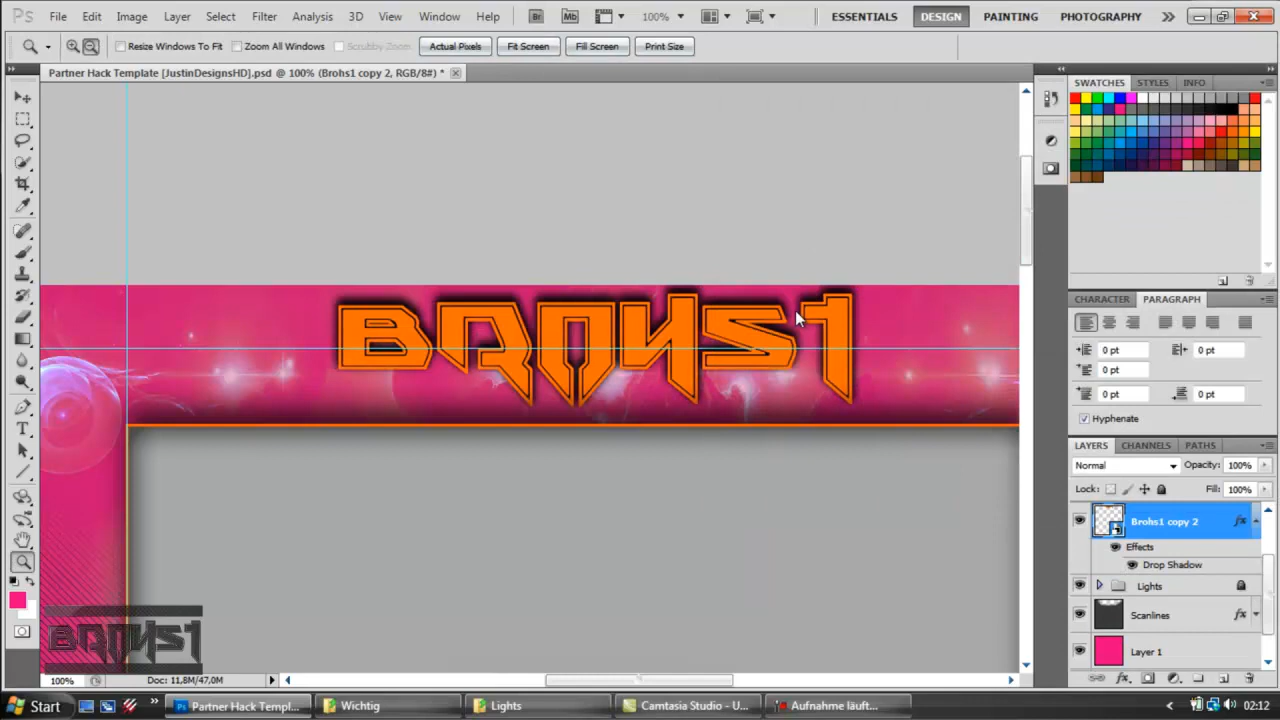 Ps File Edit Image Layer Select Filter Analysis 3D View Window Help Br Mb 100% ESSENTIALS DESIGN PAINTING PHOTOGRAPHY
Resize Windows To Fit Zoom All Windows Scrubby Zoom Actual Pixels Fit Screen Fill Screen Print Size
Partner Hack Template [JustinDesignsHD].psd @ 100% (Brohs1 copy 2, RGB/8#) *
SWATCHES STYLES INFO
BROHS1
CHARACTER PARAGRAPH
0 pt 0 pt
0 pt
0 pt 0 pt
Hyphenate
LAYERS CHANNELS PATHS
Normal Opacity: 100%
Lock: Fill: 100%
Brohs1 copy 2 fx
Effects
Drop Shadow
Lights
Scanlines fx
Layer 1
BROHS1
100% Doc: 11,8M/47,0M
Start Partner Hack Templ... Wichtig Lights Camtasia Studio - U... Aufnahme läuft... 02:12